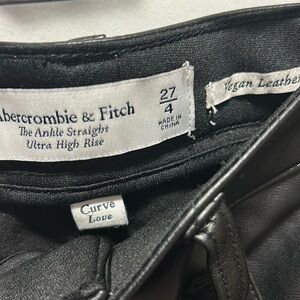 Abercrombie & Fitch
The Ankle Straight
Ultra High Rise
27
4
MADE IN
CHINA
Vegan Leather
Curve
Love